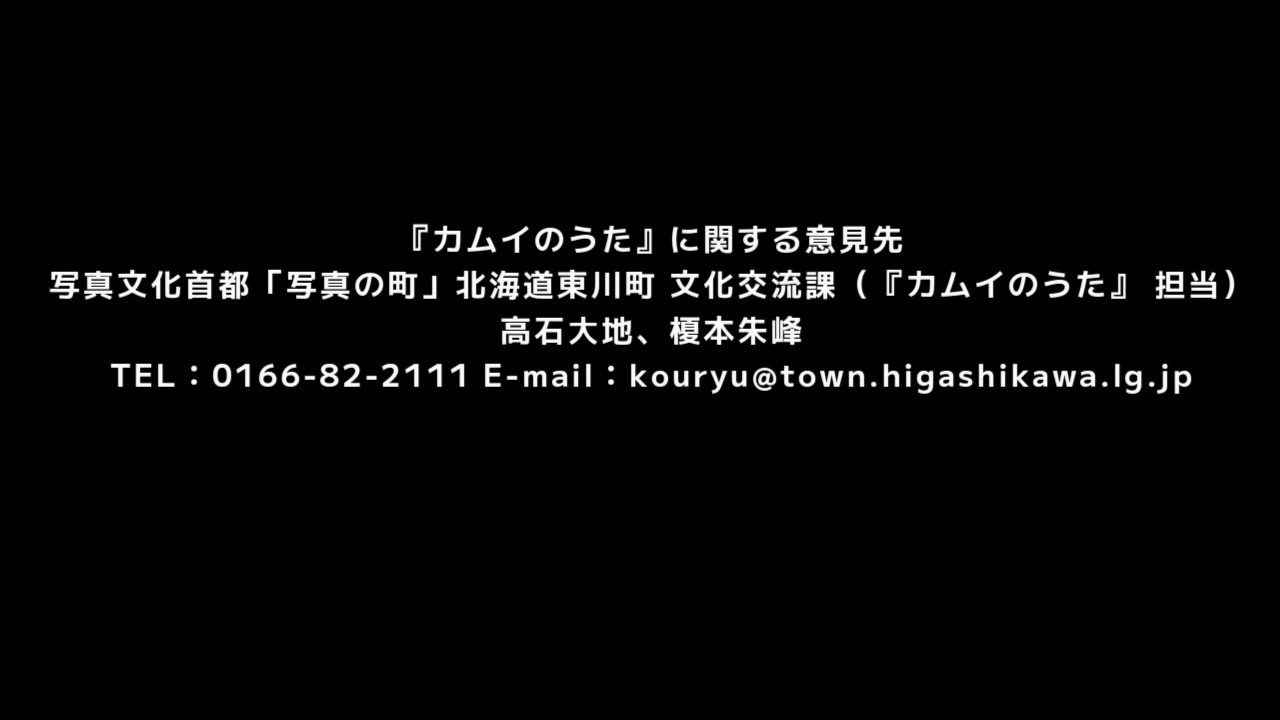 『カムイのうた』に関する意見先
写真文化首都「写真の町」北海道東川町 文化交流課（『カムイのうた』 担当）
高石大地、榎本朱峰
TEL：0166-82-2111 E-mail：kouryu@town.higashikawa.lg.jp